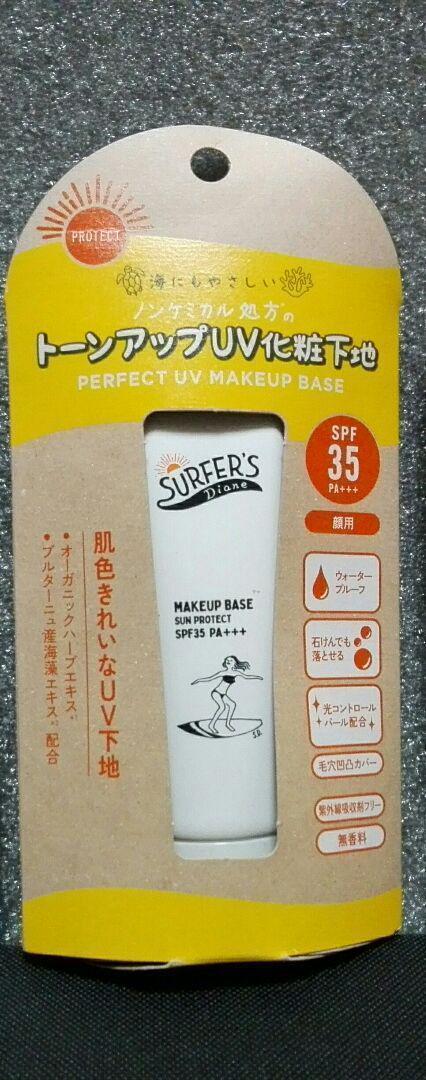 PROTECT
海にもやさしい
ノンケミカル処方の
トーンアップUV化粧下地
PERFECT UV MAKEUP BASE
SPF
35
PA+++
顔用
SURFER'S
Diane
MAKEUP BASE
SUN PROTECT
SPF35 PA+++
S.D.
肌色きれいなUV下地
•オーガニックハーブエキス
•ブルターニュ産海藻エキス 配合
ウォーター
プルーフ
石けんでも
落とせる
光コントロール
パール配合
毛穴凹凸カバー
紫外線吸収剤フリー
無香料